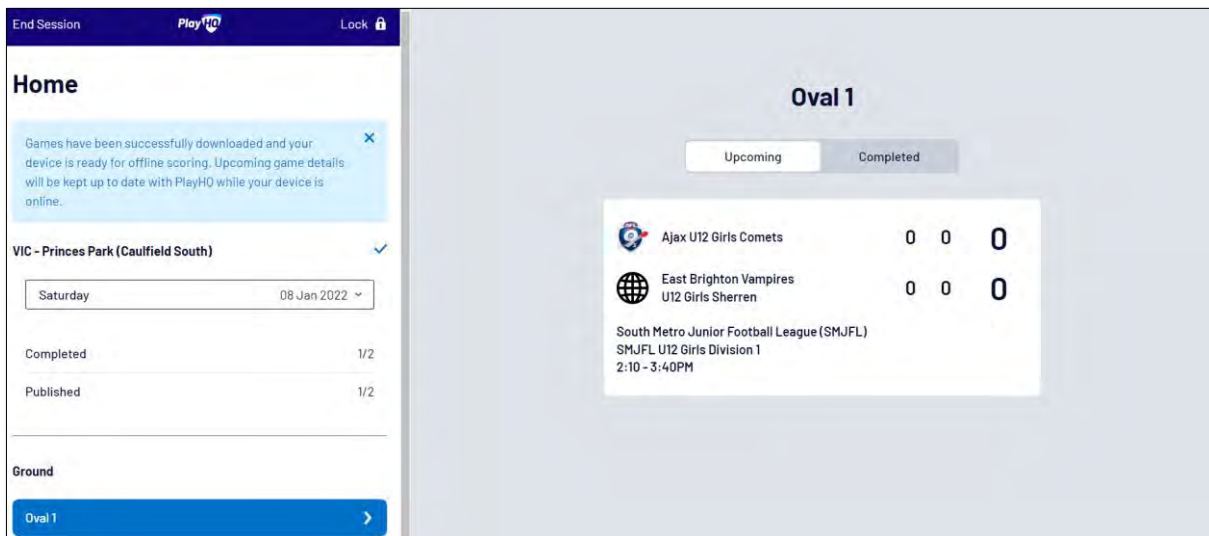 End Session
PlayHQ
Lock
Home
Games have been successfully downloaded and your
device is ready for offline scoring. Upcoming game details
will be kept up to date with PlayHQ while your device is
online.
VIC - Princes Park (Caulfield South)
Saturday 08 Jan 2022
Completed 1/2
Published 1/2
Ground
Oval 1
Oval 1
Upcoming Completed
Ajax U12 Girls Comets 0 0 0
East Brighton Vampires
U12 Girls Sherren 0 0 0
South Metro Junior Football League (SMJFL)
SMJFL U12 Girls Division 1
2:10 - 3:40PM